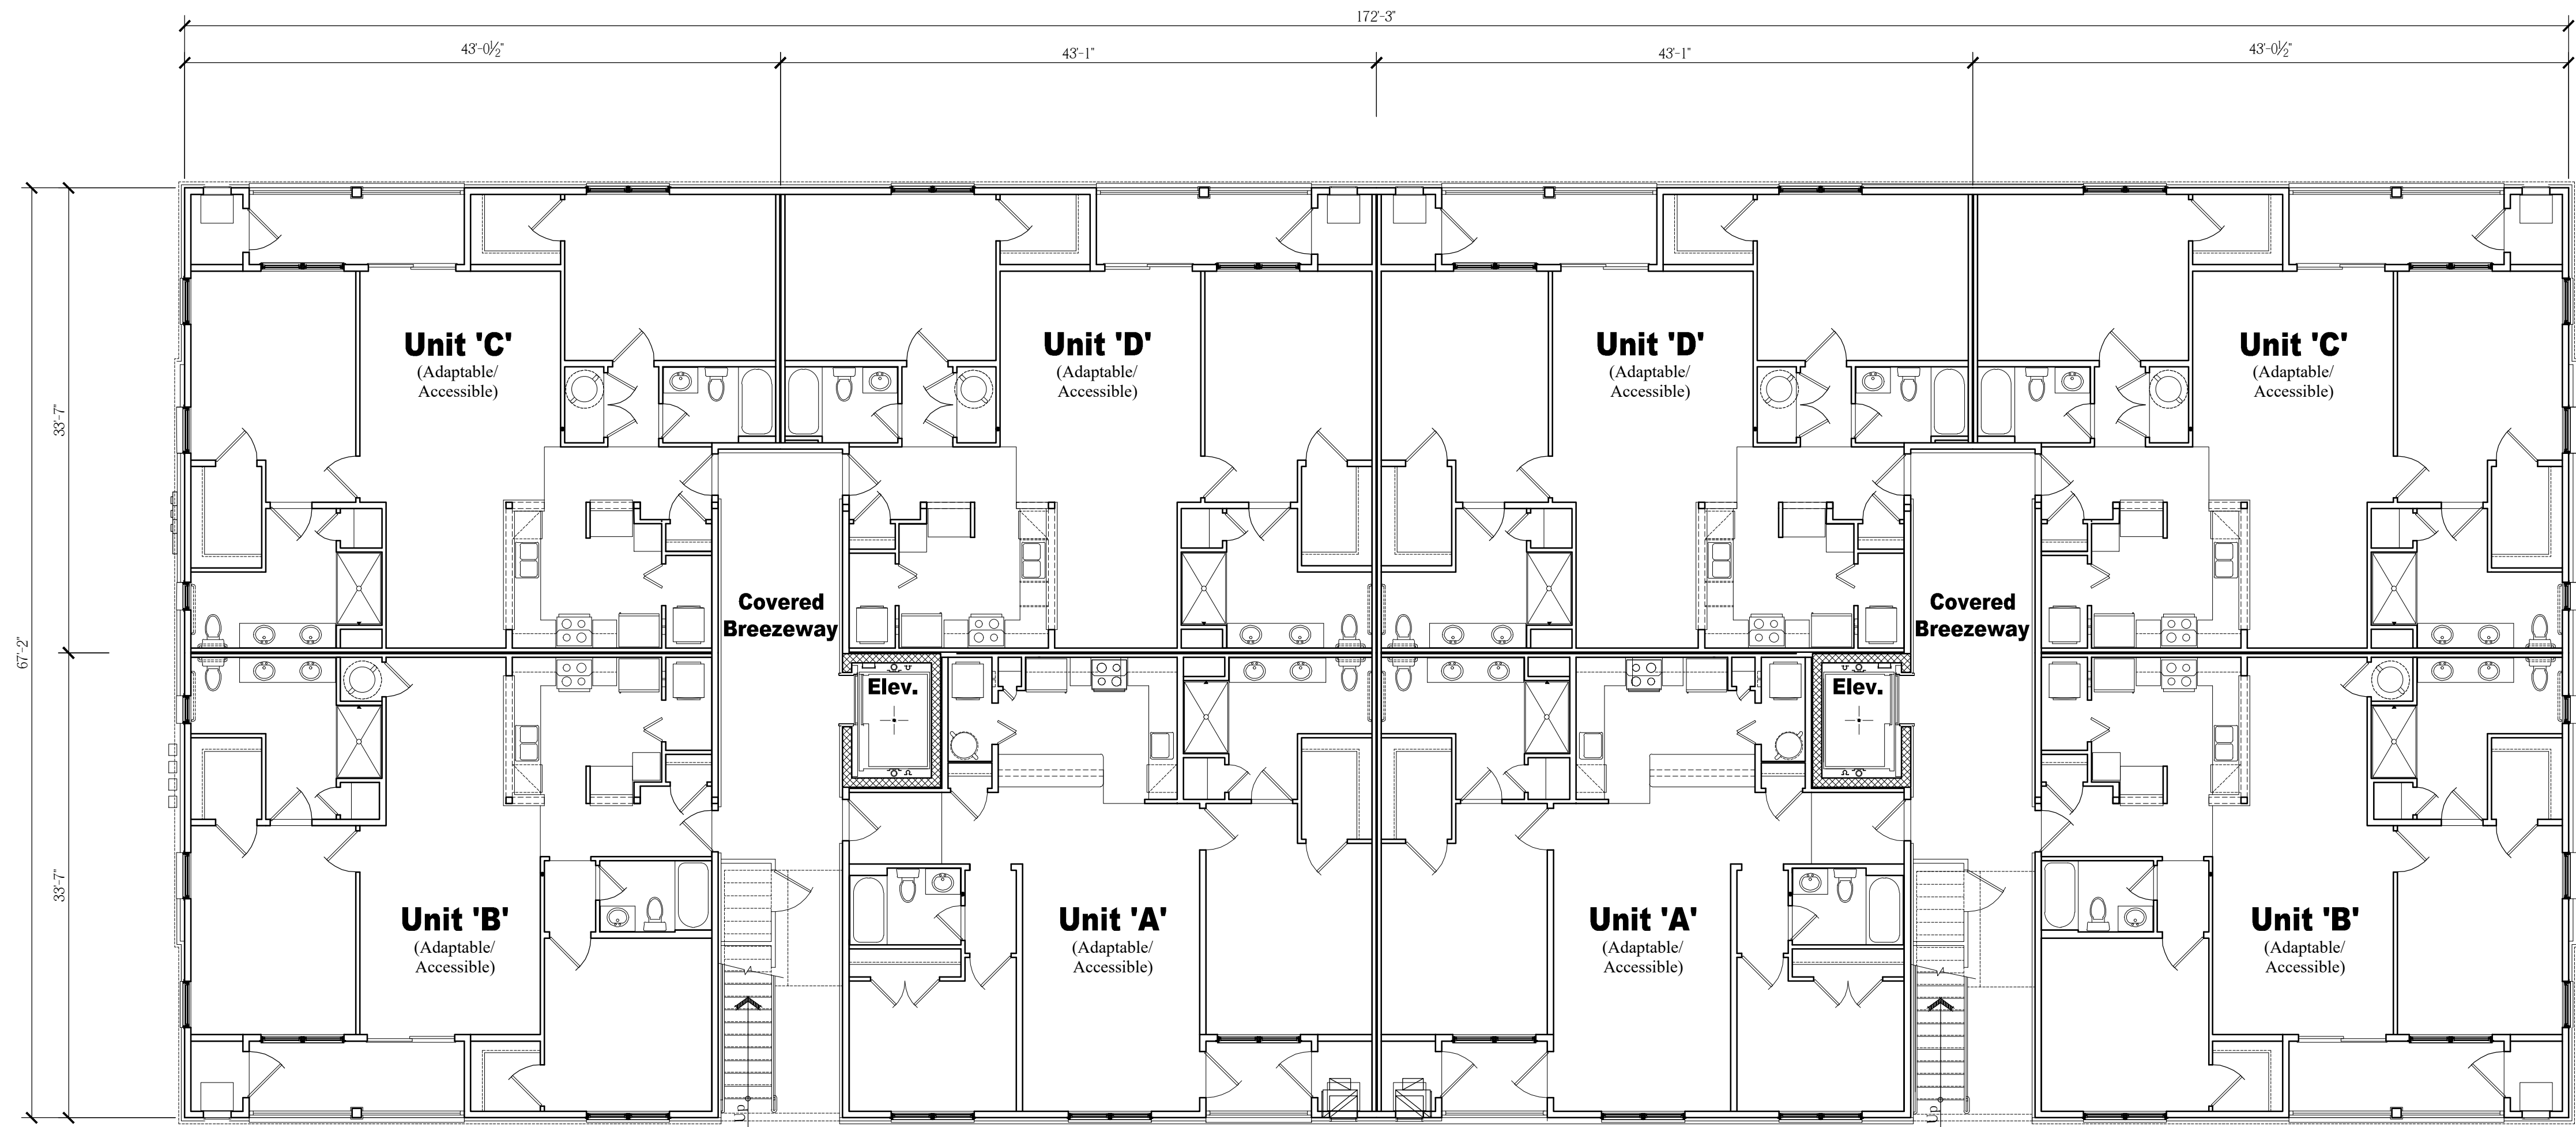 172'-3"
43'-0½"
43'-1"
43'-1"
43'-0½"
67'-2"
33'-7"
33'-7"
Unit 'C'
(Adaptable/
Accessible)
Unit 'D'
(Adaptable/
Accessible)
Unit 'D'
(Adaptable/
Accessible)
Unit 'C'
(Adaptable/
Accessible)
Covered
Breezeway
Covered
Breezeway
Elev.
Elev.
Unit 'B'
(Adaptable/
Accessible)
Unit 'A'
(Adaptable/
Accessible)
Unit 'A'
(Adaptable/
Accessible)
Unit 'B'
(Adaptable/
Accessible)
Up
Up